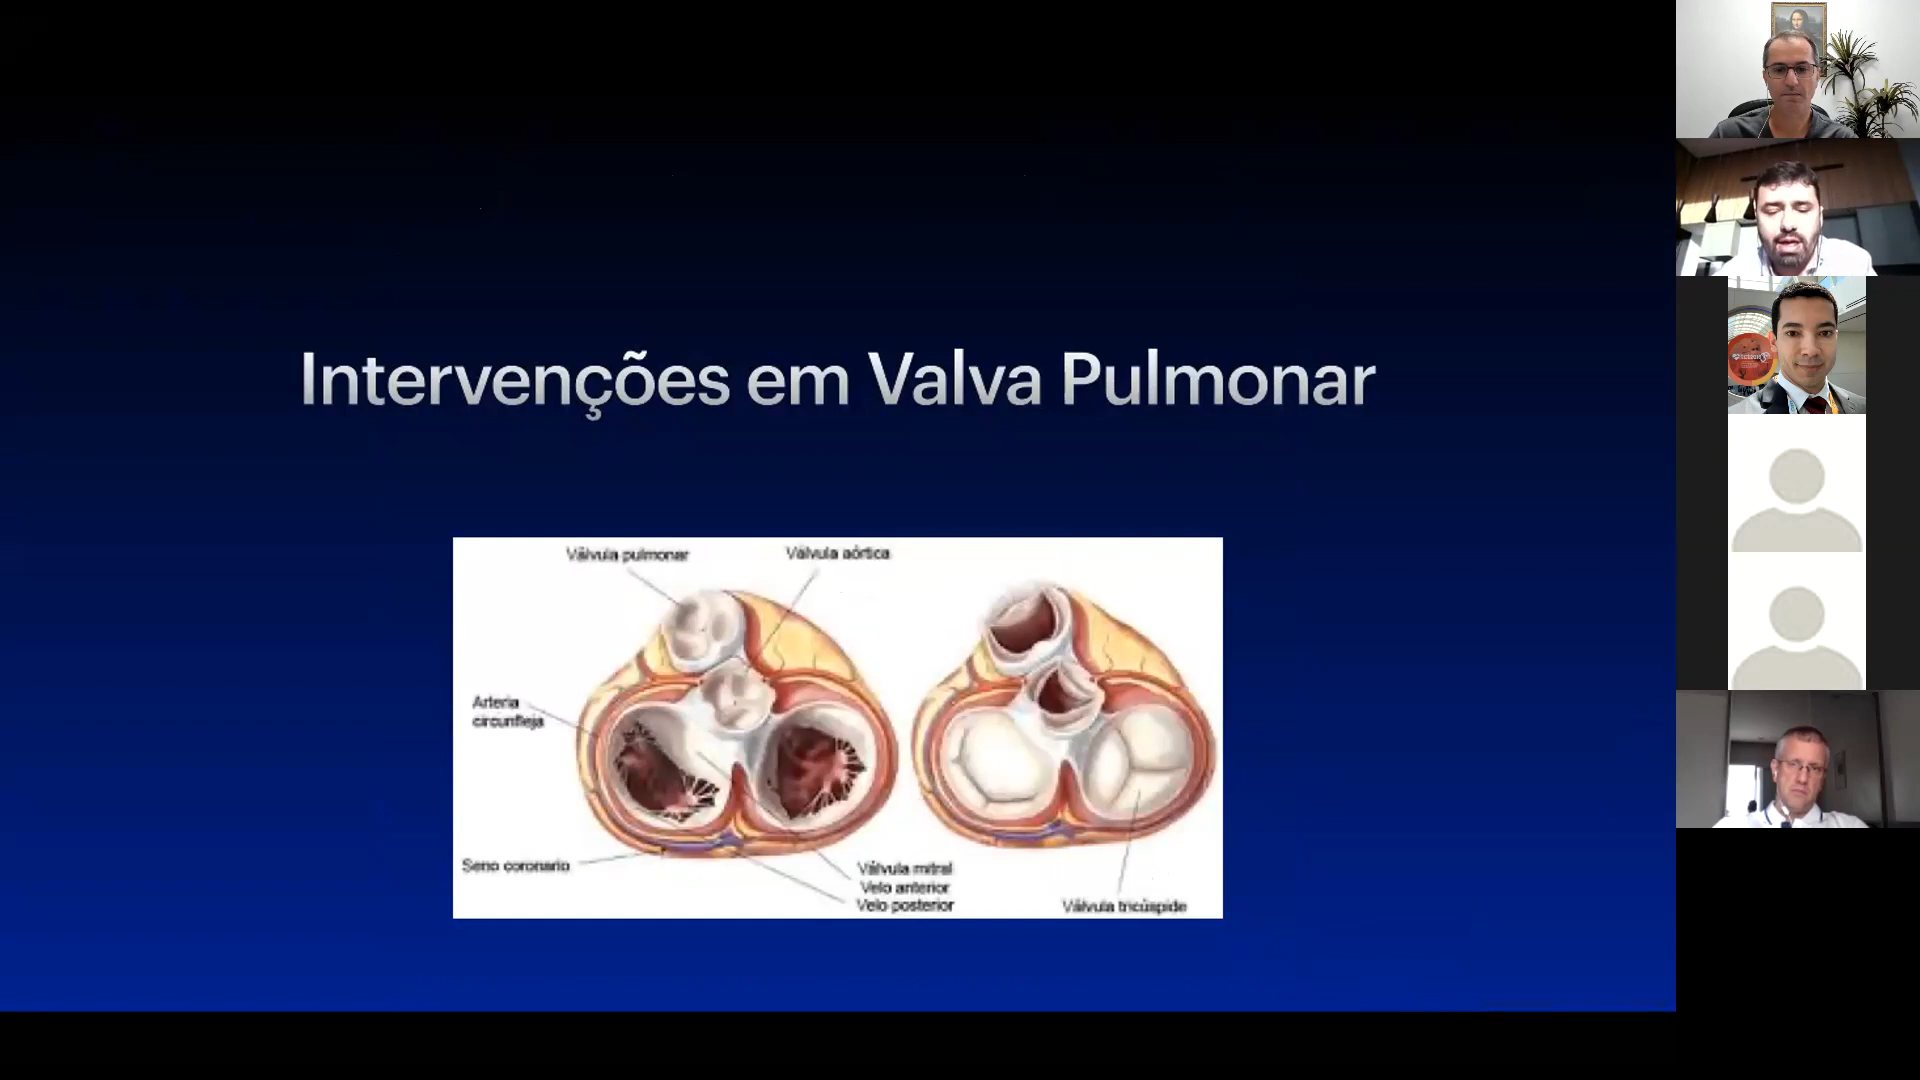 Intervenções em Valva Pulmonar
Válvula pulmonar
Válvula aórtica
Arteria
circunfleja
Seno coronario
Válvula mitral
Velo anterior
Velo posterior
Válvula tricúspide